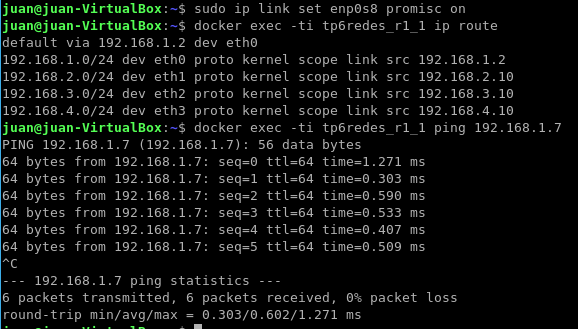 juan@juan-VirtualBox:~$ sudo ip link set enp0s8 promisc on
juan@juan-VirtualBox:~$ docker exec -ti tp6redes_r1_1 ip route
default via 192.168.1.2 dev eth0
192.168.1.0/24 dev eth0 proto kernel scope link src 192.168.1.2
192.168.2.0/24 dev eth1 proto kernel scope link src 192.168.2.10
192.168.3.0/24 dev eth2 proto kernel scope link src 192.168.3.10
192.168.4.0/24 dev eth3 proto kernel scope link src 192.168.4.10
juan@juan-VirtualBox:~$ docker exec -ti tp6redes_r1_1 ping 192.168.1.7
PING 192.168.1.7 (192.168.1.7): 56 data bytes
64 bytes from 192.168.1.7: seq=0 ttl=64 time=1.271 ms
64 bytes from 192.168.1.7: seq=1 ttl=64 time=0.303 ms
64 bytes from 192.168.1.7: seq=2 ttl=64 time=0.590 ms
64 bytes from 192.168.1.7: seq=3 ttl=64 time=0.533 ms
64 bytes from 192.168.1.7: seq=4 ttl=64 time=0.407 ms
64 bytes from 192.168.1.7: seq=5 ttl=64 time=0.509 ms
^C
--- 192.168.1.7 ping statistics ---
6 packets transmitted, 6 packets received, 0% packet loss
round-trip min/avg/max = 0.303/0.602/1.271 ms
juan@juan-VirtualBox:~$